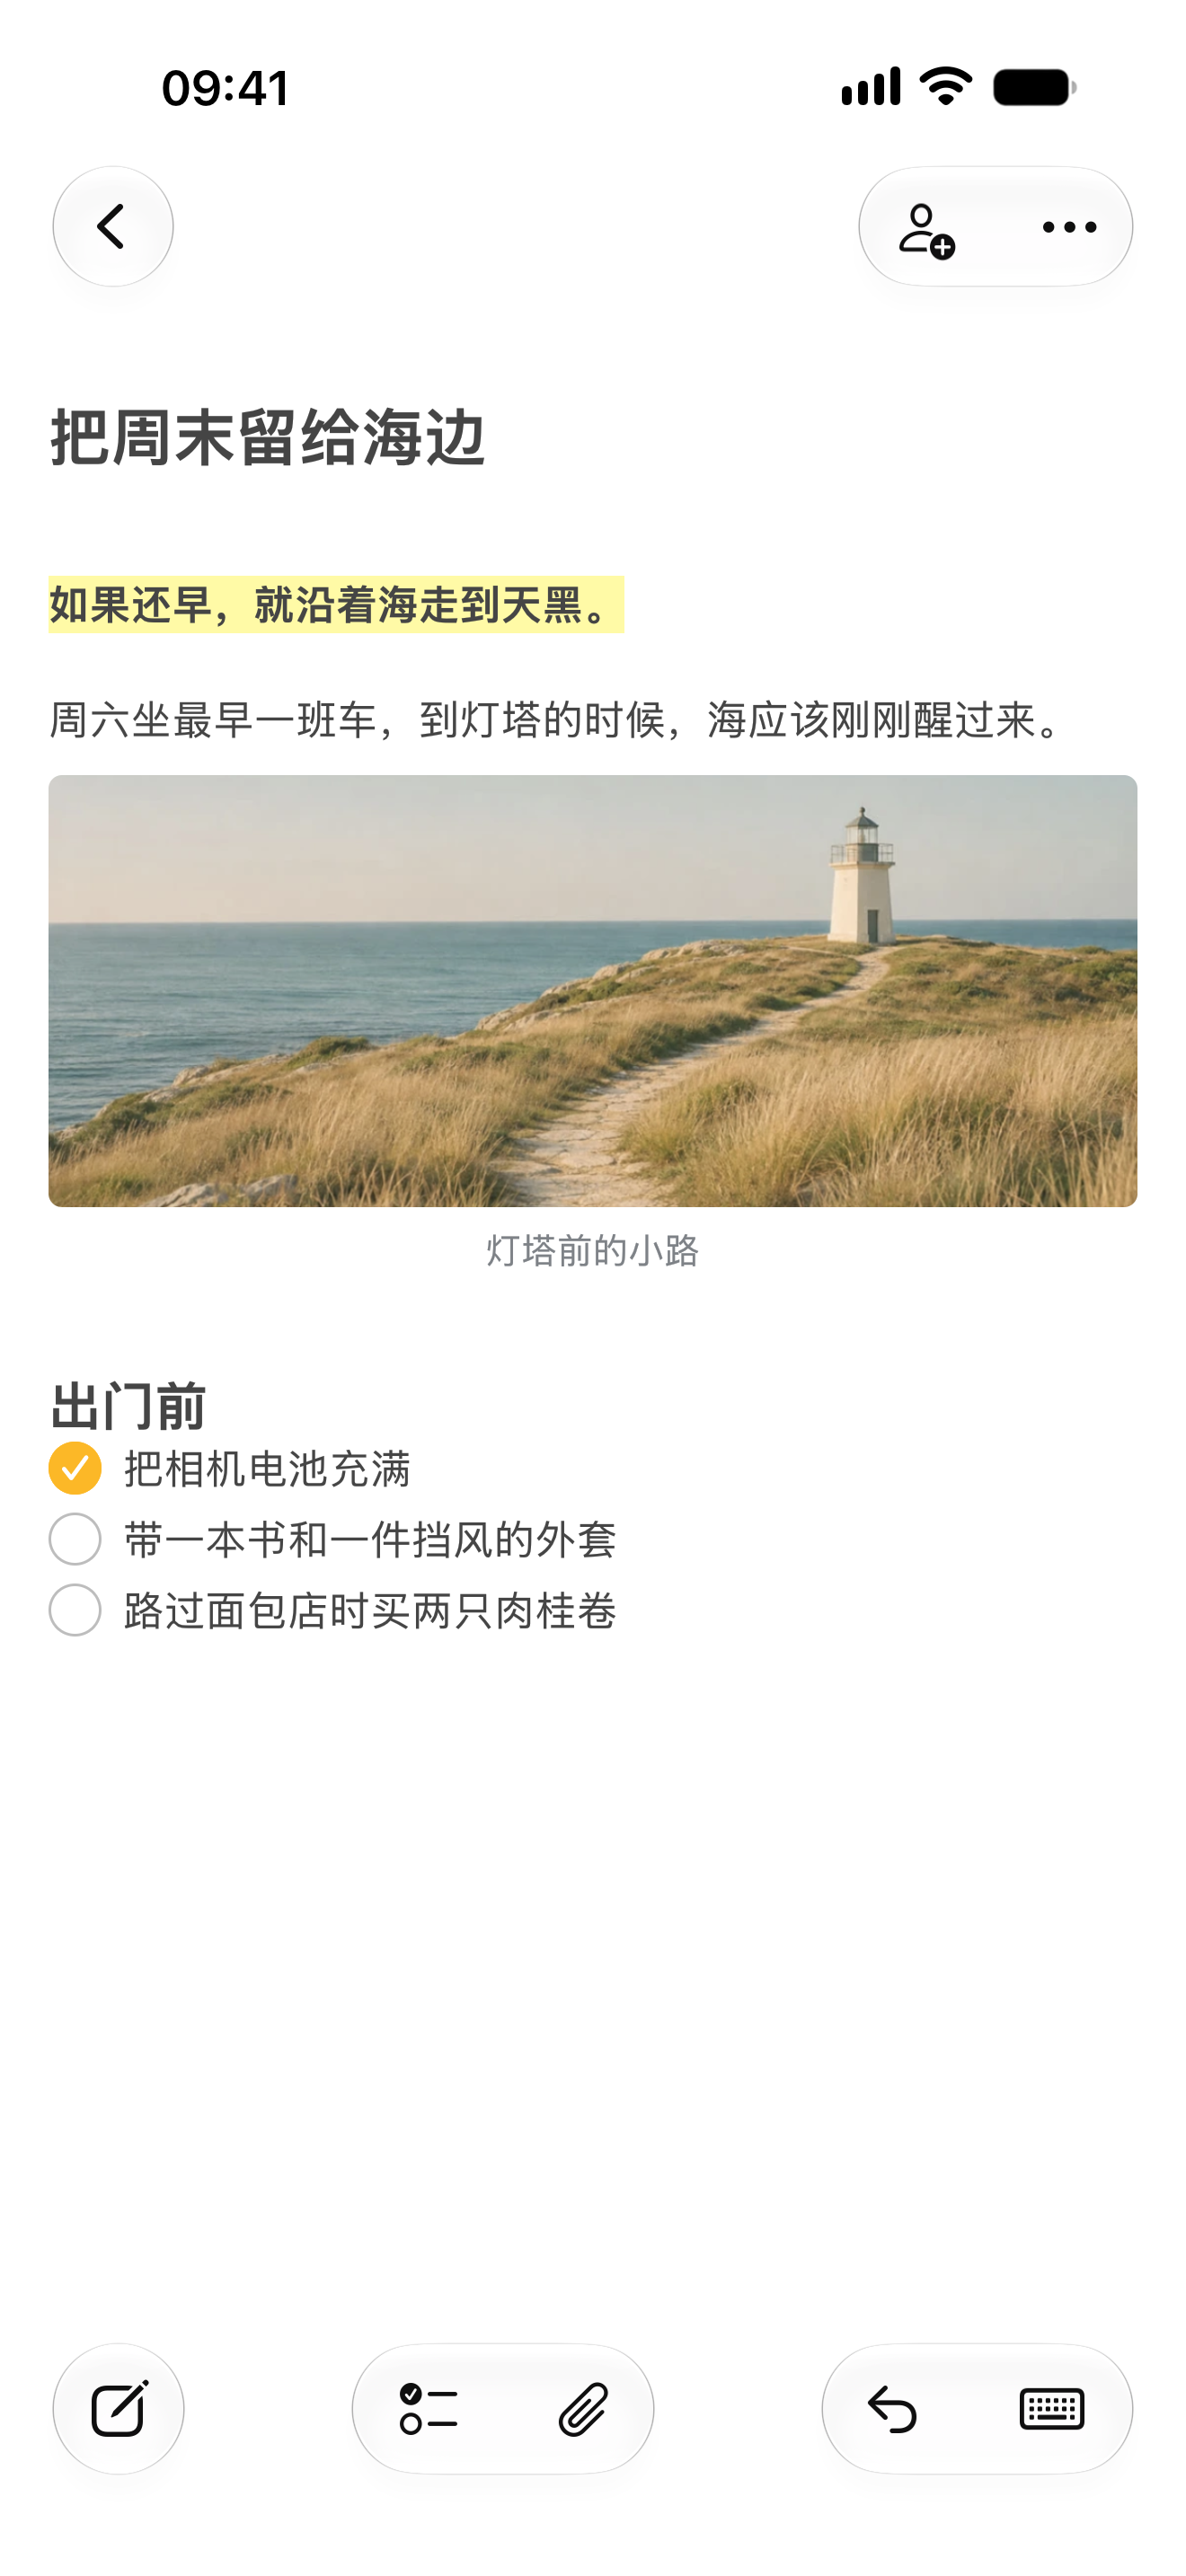 09:41
把周末留给海边
如果还早，就沿着海走到天黑。
周六坐最早一班车，到灯塔的时候，海应该刚刚醒过来。
灯塔前的小路
出门前
把相机电池充满
带一本书和一件挡风的外套
路过面包店时买两只肉桂卷